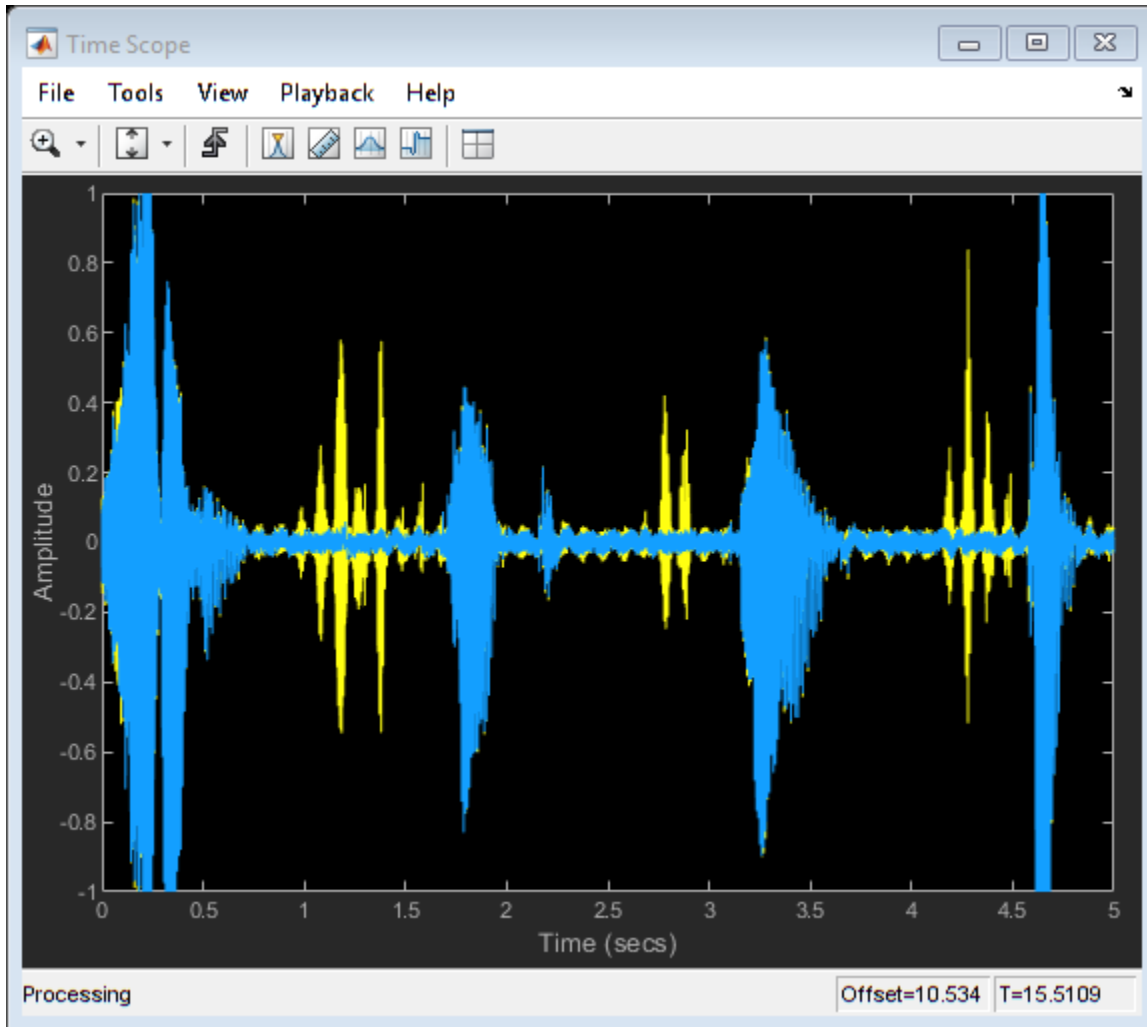 Time Scope
File Tools View Playback Help
1
0.8
0.6
0.4
0.2
0
-0.2
-0.4
-0.6
-0.8
-1
Amplitude
0 0.5 1 1.5 2 2.5 3 3.5 4 4.5 5
Time (secs)
Processing Offset=10.534 T=15.5109